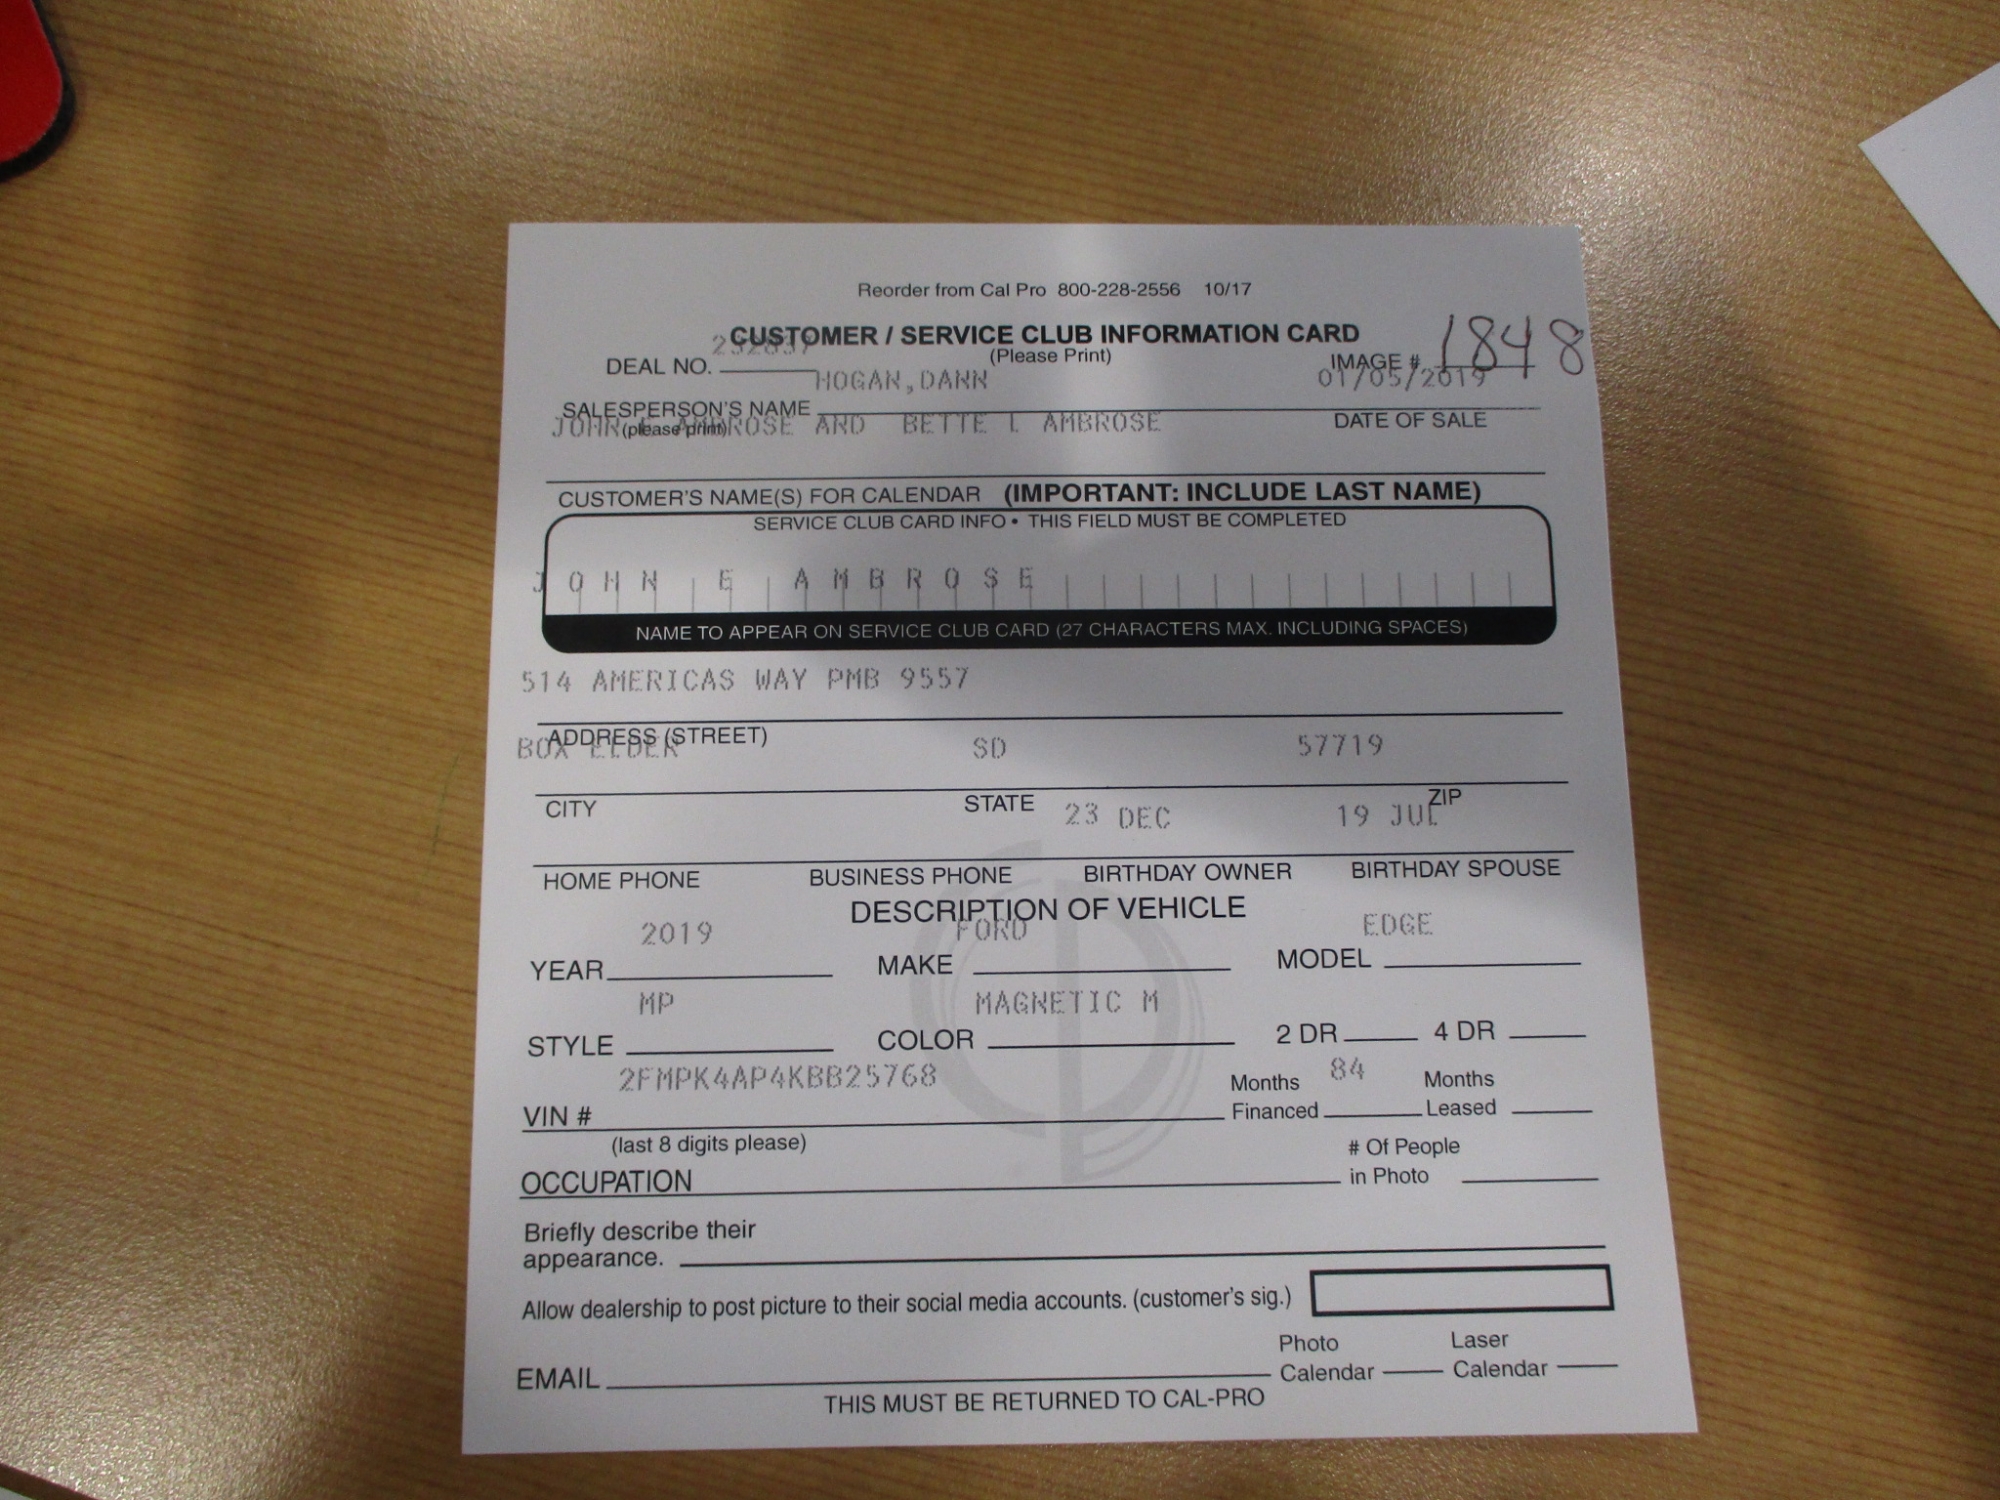 Reorder from Cal Pro 800-228-2556 10/17
CUSTOMER / SERVICE CLUB INFORMATION CARD
(Please Print)
DEAL NO.
IMAGE # 1848
HOGAN,DANN 01/05/2019
SALESPERSON'S NAME
(please print)
DATE OF SALE
JOHN E AMBROSE AND BETTE L AMBROSE
CUSTOMER'S NAME(S) FOR CALENDAR (IMPORTANT: INCLUDE LAST NAME)
SERVICE CLUB CARD INFO • THIS FIELD MUST BE COMPLETED
JOHN E AMBROSE
NAME TO APPEAR ON SERVICE CLUB CARD (27 CHARACTERS MAX. INCLUDING SPACES)
514 AMERICAS WAY PMB 9557
ADDRESS (STREET)
BOX ELDER SD 57719
CITY STATE ZIP
23 DEC 19 JUL
HOME PHONE BUSINESS PHONE BIRTHDAY OWNER BIRTHDAY SPOUSE
DESCRIPTION OF VEHICLE
2019 FORD EDGE
YEAR MAKE MODEL
MP MAGNETIC M
STYLE COLOR 2 DR 4 DR
2FMPK4AP4KBB25768 84
VIN # Months Financed Months Leased
(last 8 digits please)
OCCUPATION # Of People in Photo
Briefly describe their
appearance.
Allow dealership to post picture to their social media accounts. (customer's sig.)
EMAIL Photo Calendar Laser Calendar
THIS MUST BE RETURNED TO CAL-PRO